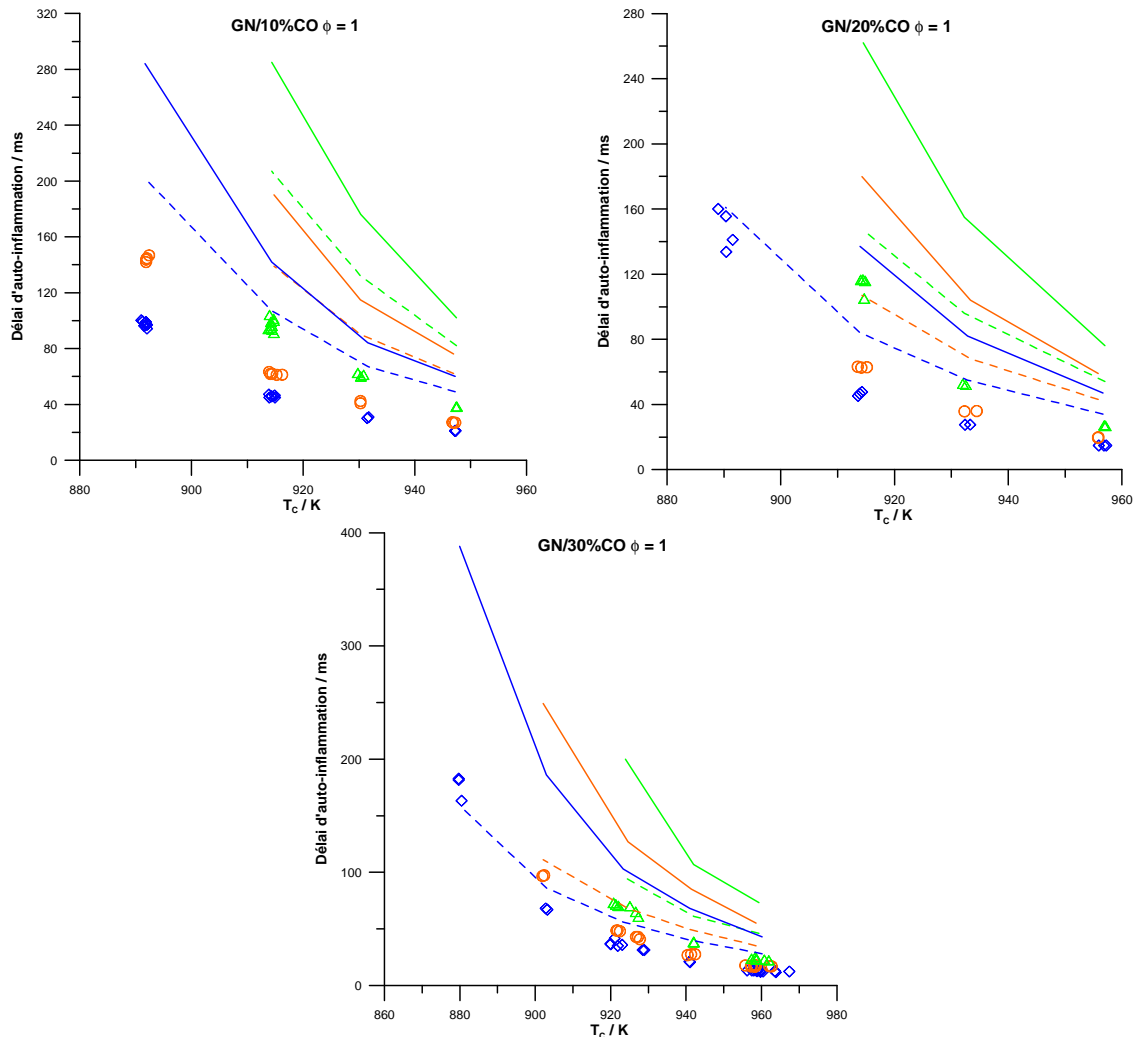 GN/10%CO ϕ = 1
Délai d'auto-inflammation / ms
320
280
240
200
160
120
80
40
0
880 900 920 940 960
T_C / K
GN/20%CO ϕ = 1
Délai d'auto-inflammation / ms
280
240
200
160
120
80
40
0
880 900 920 940 960
T_C / K
GN/30%CO ϕ = 1
Délai d'auto-inflammation / ms
400
300
200
100
0
860 880 900 920 940 960 980
T_C / K